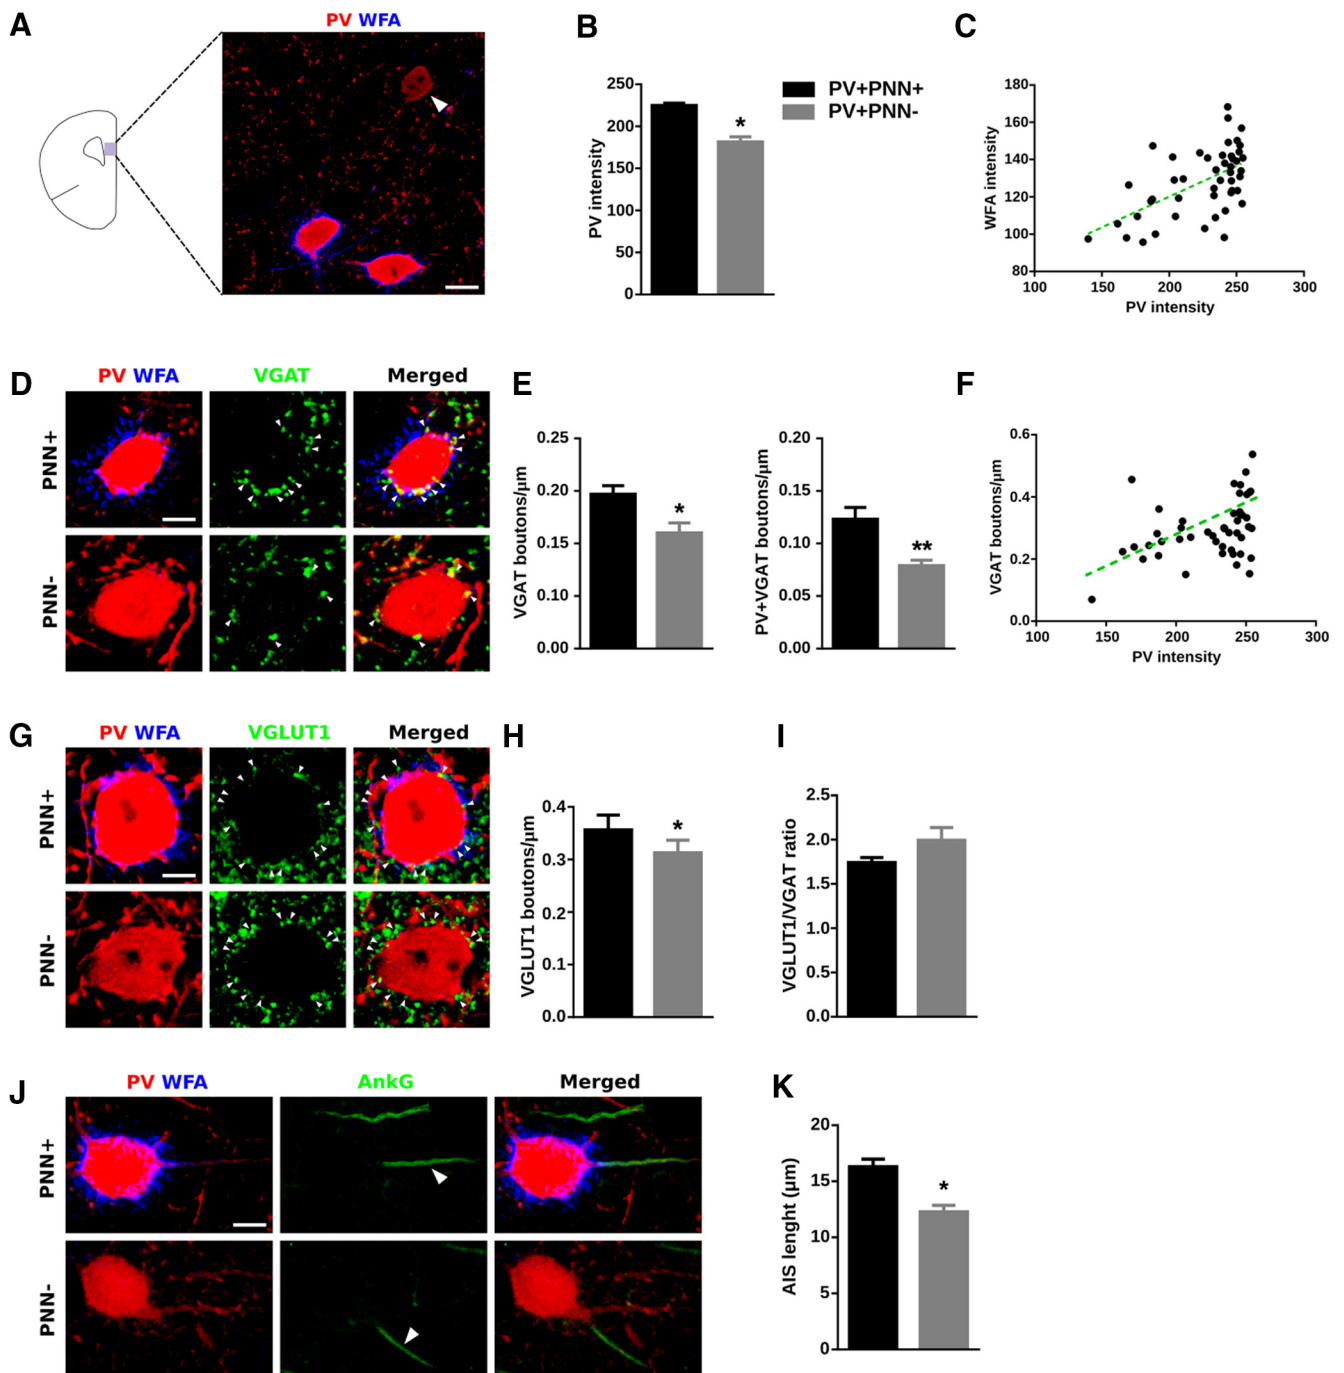 A
PV WFA
B
PV intensity
250
200
150
100
50
0
*
PV+PNN+
PV+PNN-
C
WFA intensity
180
160
140
120
100
80
100 150 200 250 300
PV intensity
D
PV WFA VGAT Merged
PNN+
PNN-
E
VGAT boutons/μm
0.25
0.20
0.15
0.10
0.05
0.00
*
PV+VGAT boutons/μm
0.20
0.15
0.10
0.05
0.00
**
F
VGAT boutons/μm
0.6
0.4
0.2
0.0
100 150 200 250 300
PV intensity
G
PV WFA VGLUT1 Merged
PNN+
PNN-
H
VGLUT1 boutons/μm
0.4
0.3
0.2
0.1
0.0
*
I
VGLUT1/VGAT ratio
2.5
2.0
1.5
1.0
0.5
0.0
J
PV WFA AnkG Merged
PNN+
PNN-
K
AIS lenght (μm)
20
15
10
5
0
*